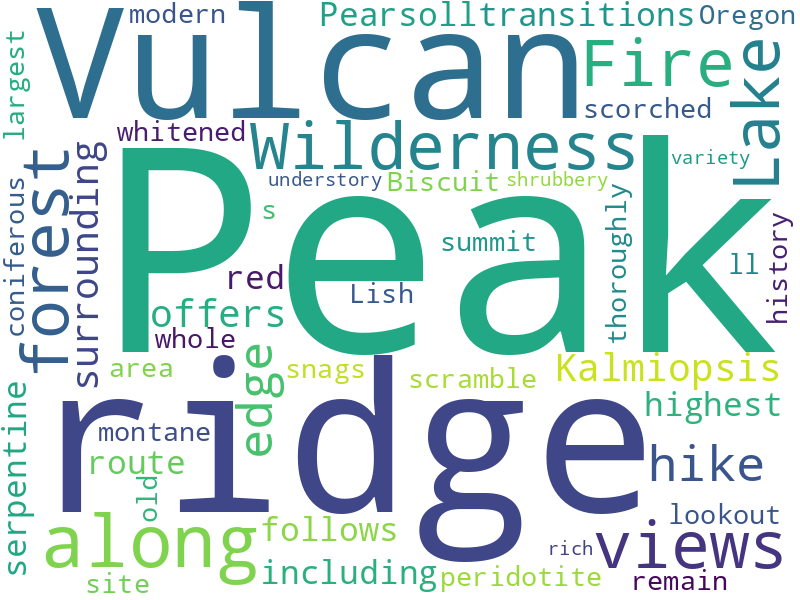 modern
Pearsolltransitions
Oregon
Vulcan
Fire
largest
scorched
Lake
whitened
Wilderness
variety
understory
Biscuit
shrubbery
coniferous
forest
surrounding
Peak
s
thoroughly
summit
ll
history
red
Lish
offers
whole
area
edge
snags
scramble
Kalmiopsis
ridge
highest
serpentine
montane
route
hike
old
lookout
along
follows
views
rich
including
peridotite
remain
site